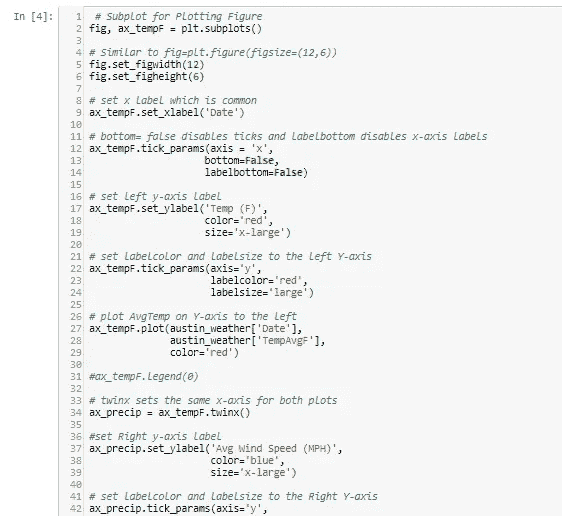 In [4]:
1 # Subplot for Plotting Figure
2 fig, ax_tempF = plt.subplots()
3
4 # Similar to fig=plt.figure(figsize=(12,6))
5 fig.set_figwidth(12)
6 fig.set_figheight(6)
7
8 # set x label which is common
9 ax_tempF.set_xlabel('Date')
10
11 # bottom= false disables ticks and labelbottom disables x-axis labels
12 ax_tempF.tick_params(axis = 'x',
13 bottom=False,
14 labelbottom=False)
15
16 # set left y-axis label
17 ax_tempF.set_ylabel('Temp (F)',
18 color='red',
19 size='x-large')
20
21 # set labelcolor and labelsize to the left Y-axis
22 ax_tempF.tick_params(axis='y',
23 labelcolor='red',
24 labelsize='large')
25
26 # plot AvgTemp on Y-axis to the left
27 ax_tempF.plot(austin_weather['Date'],
28 austin_weather['TempAvgF'],
29 color='red')
30
31 #ax_tempF.legend(0)
32
33 # twinx sets the same x-axis for both plots
34 ax_precip = ax_tempF.twinx()
35
36 #set Right y-axis label
37 ax_precip.set_ylabel('Avg Wind Speed (MPH)',
38 color='blue',
39 size='x-large')
40
41 # set labelcolor and labelsize to the Right Y-axis
42 ax_precip.tick_params(axis='y',